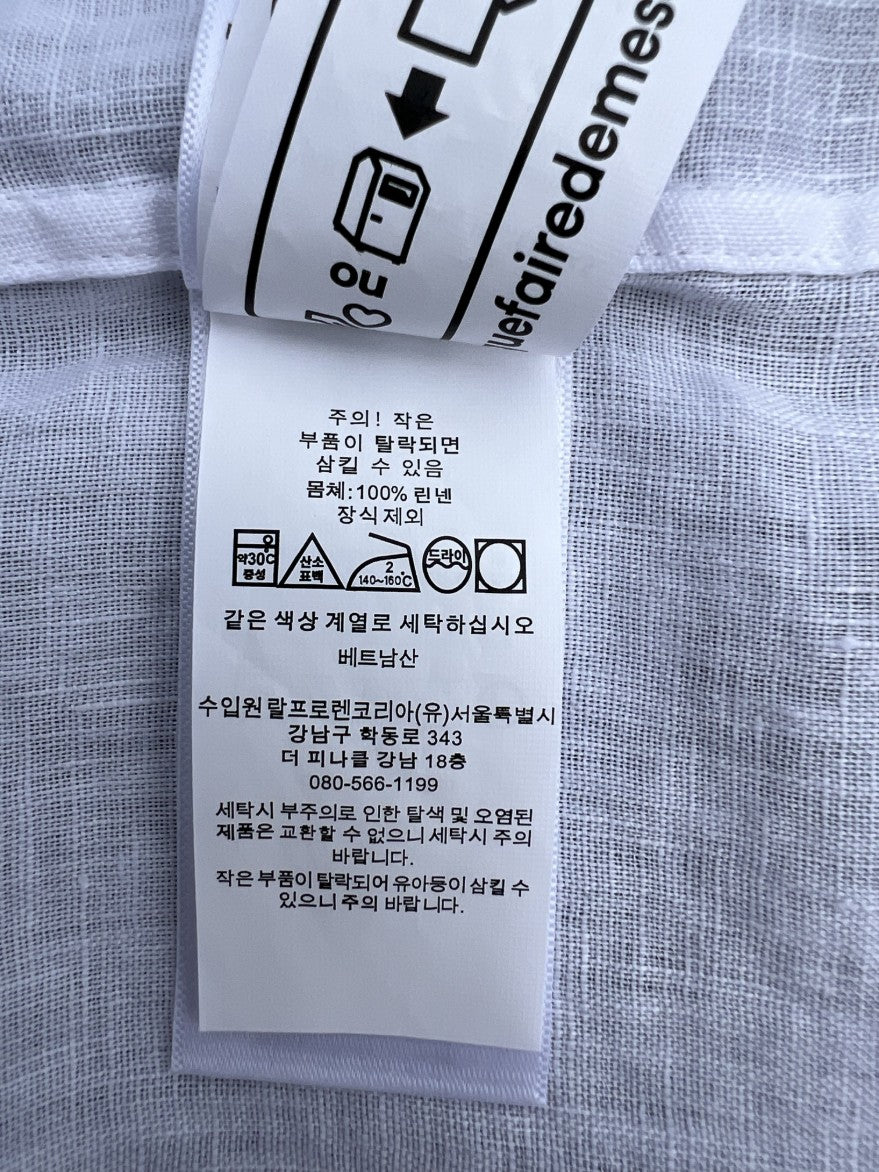 uefairedemes
OU
주의! 작은
부품이 탈락되면
삼킬 수 있음
몸체:100% 린넨
장식제외
약30℃
중성
산소
표백
2
140~160℃
드라이
같은 색상 계열로 세탁하십시오
베트남산
수입원랄프로렌코리아(유)서울특별시
강남구 학동로 343
더 피나클 강남 18층
080-566-1199
세탁시 부주의로 인한 탈색 및 오염된
제품은 교환할 수 없으니 세탁시 주의
바랍니다.
작은부품이탈락되어유아등이삼킬수
있으니주의 바랍니다.